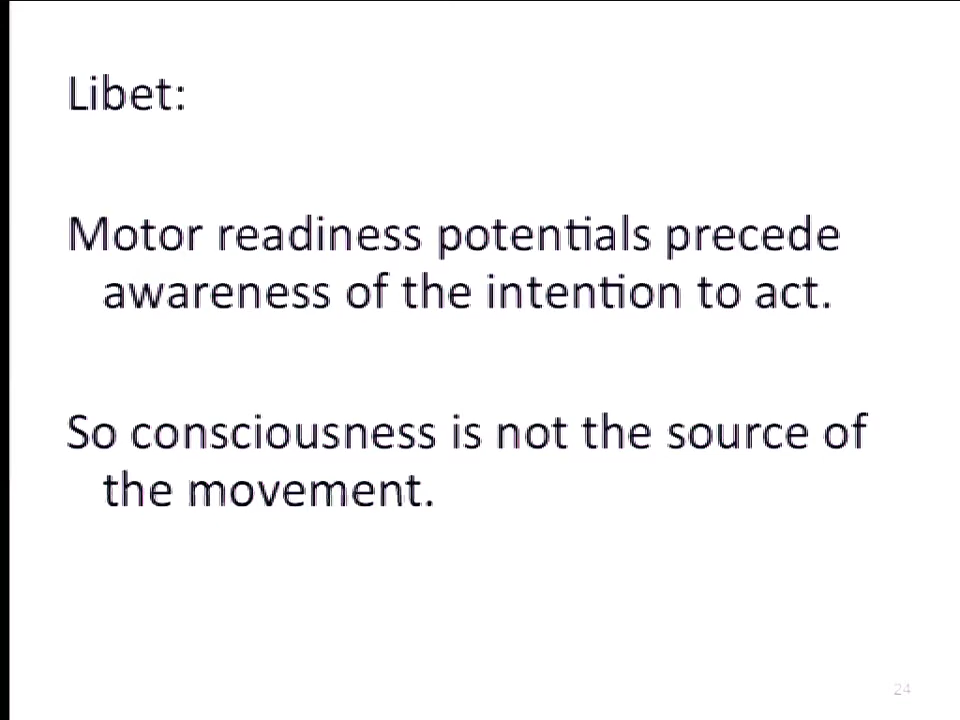 Libet:
Motor readiness potentials precede
awareness of the intention to act.
So consciousness is not the source of
the movement.
24